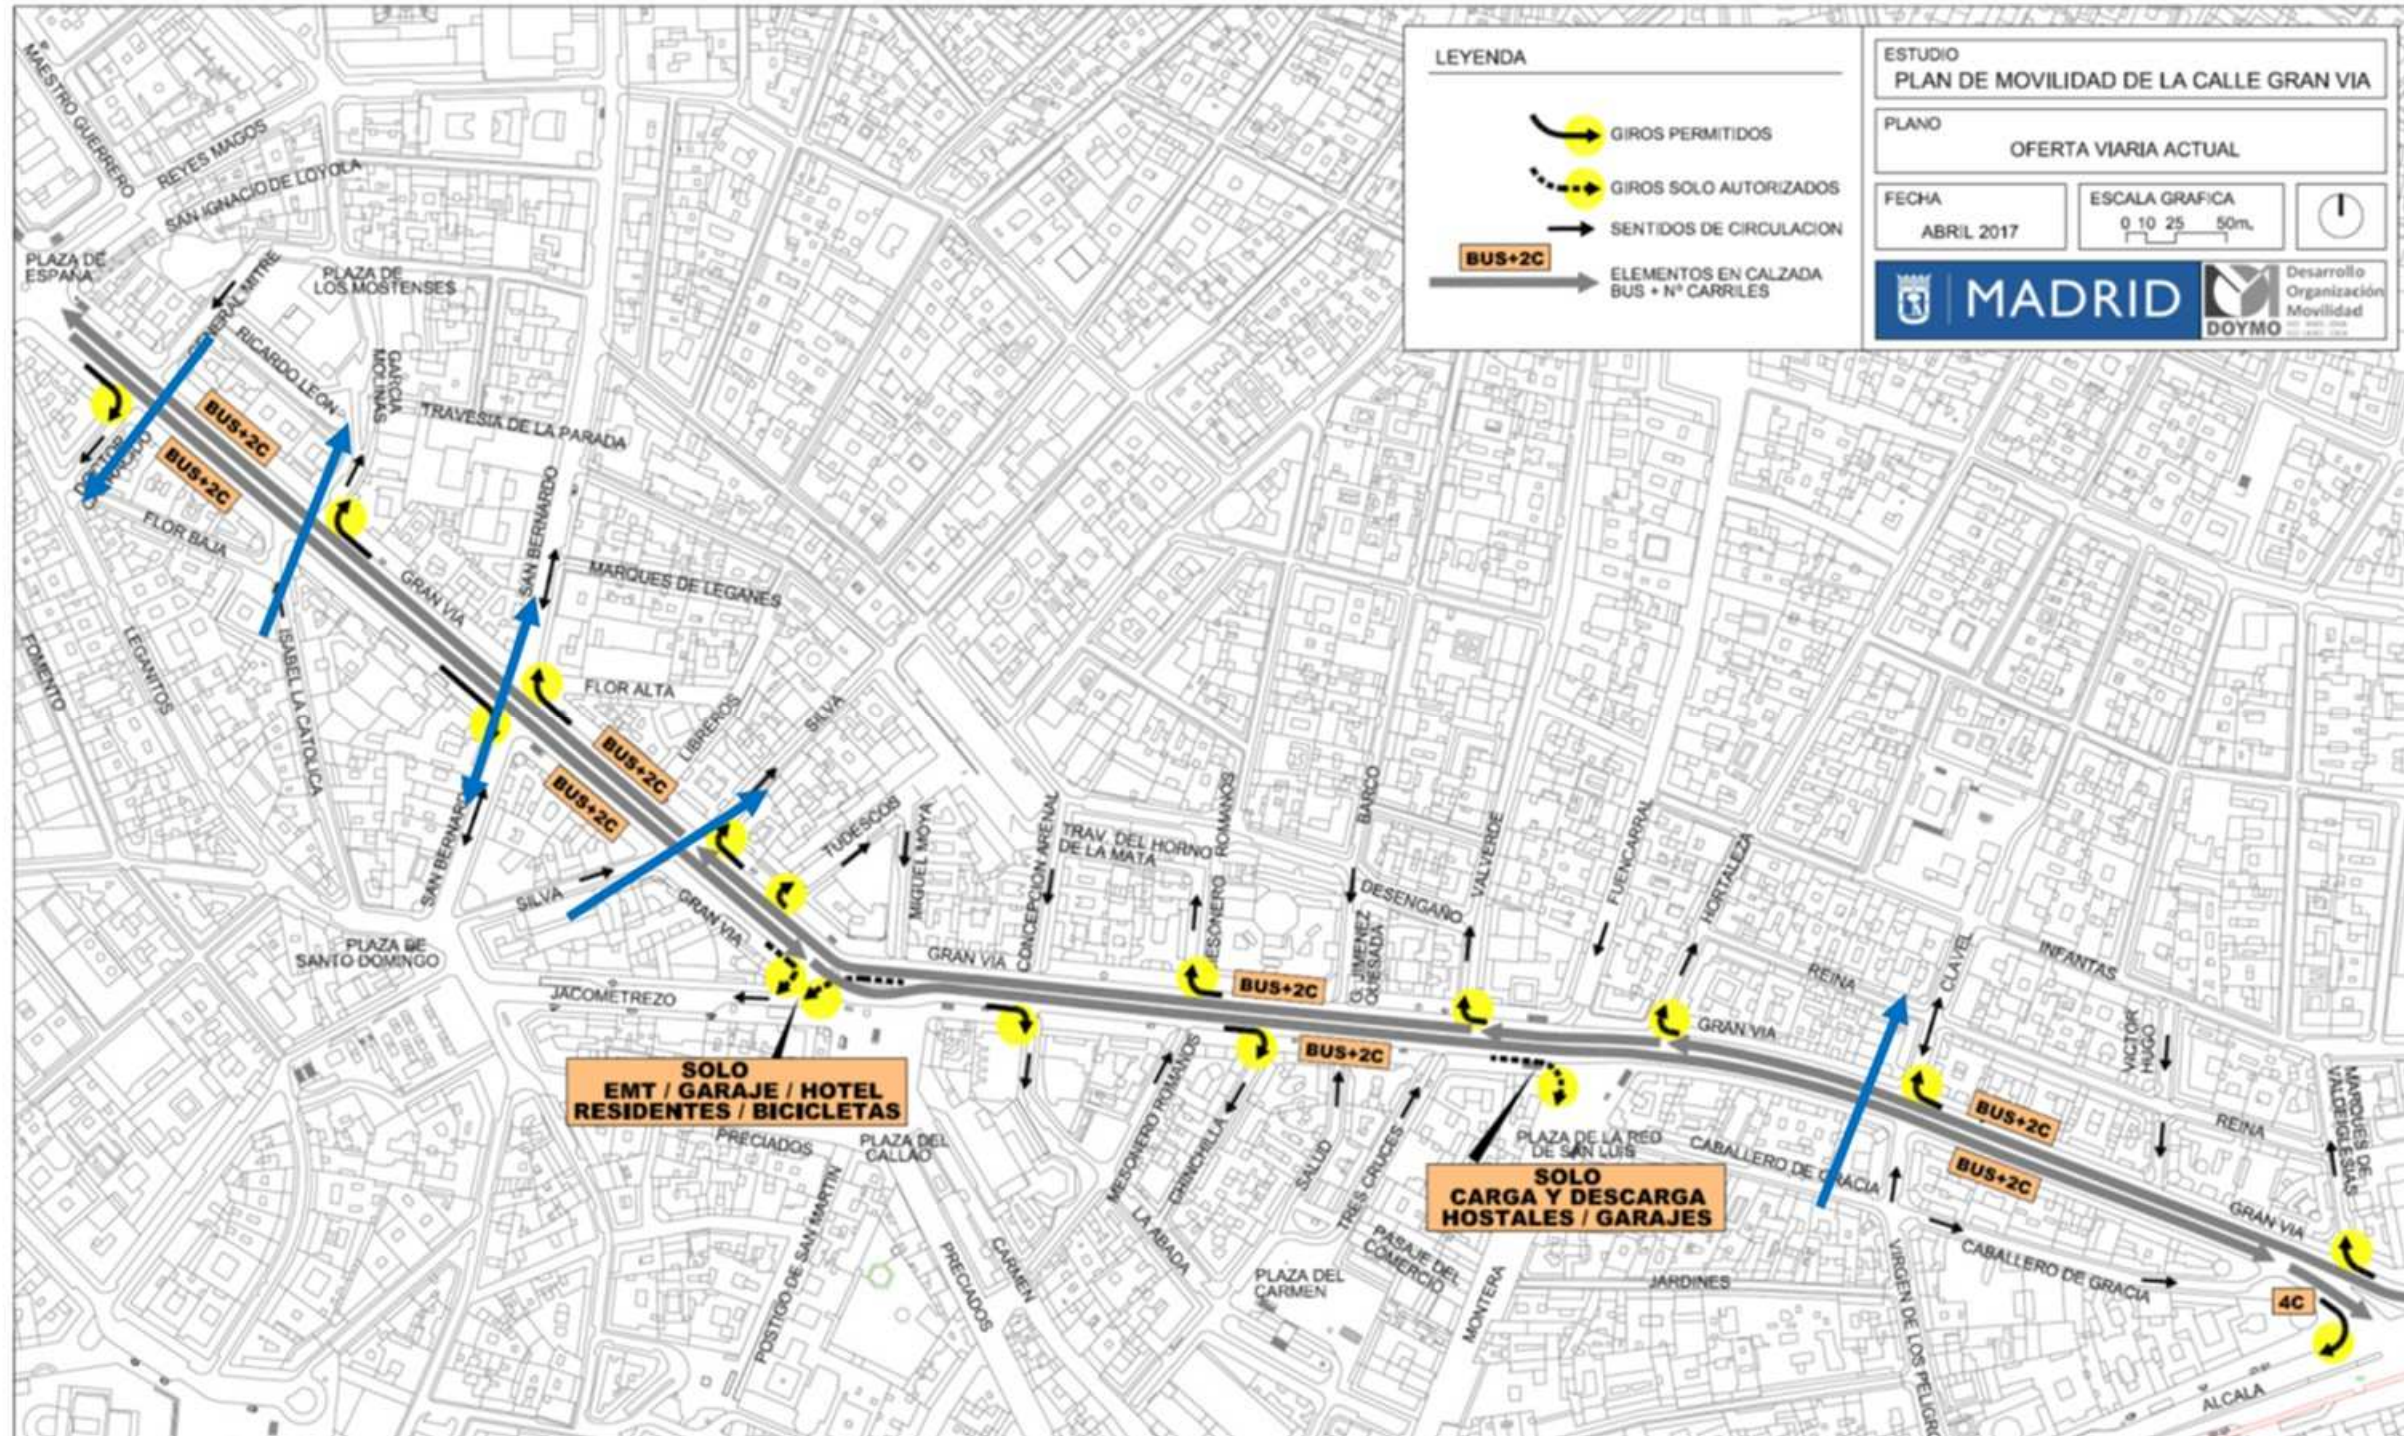 LEYENDA
GIROS PERMITIDOS
GIROS SOLO AUTORIZADOS
SENTIDOS DE CIRCULACION
BUS+2C
ELEMENTOS EN CALZADA
BUS + Nº CARRILES
ESTUDIO
PLAN DE MOVILIDAD DE LA CALLE GRAN VIA
PLANO
OFERTA VIARIA ACTUAL
FECHA
ABRIL 2017
ESCALA GRAFICA
0 10 25 50m.
MADRID
DOYMO
Desarrollo
Organización
Movilidad
MAESTRO GUERRERO
REYES MAGOS
SAN IGNACIO DE LOYOLA
PLAZA DE
ESPAÑA
MITRE
PLAZA DE
LOS MOSTENSES
RICARDO LEON
GARCIA
MOLINAS
TRAVESIA DE LA PARADA
BUS+2C
BUS+2C
DOCTOR
FLOR BAJA
SAN BERNARDO
MARQUES DE LEGANES
GRAN VIA
FOMENTO
LEGANITOS
ISABEL LA CATOLICA
FLOR ALTA
LIBREROS
SILVA
BUS+2C
BUS+2C
SAN BERNARDO
SILVA
GRAN VIA
TUDESCOS
MIGUEL MOYA
CONCEPCION ARENAL
TRAV. DEL HORNO
DE LA MATA
ROMANOS
BARCO
DESENGAÑO
G. JIMENEZ
QUESADA
VALVERDE
FUENCARRAL
HORTALEZA
PLAZA DE
SANTO DOMINGO
JACOMETREZO
GRAN VIA
BUS+2C
BUS+2C
GRAN VIA
REINA
CLAVEL
INFANTAS
VICTOR
HUGO
MARQUES DE
VALDEIGLESIAS
REINA
SOLO
EMT / GARAJE / HOTEL
RESIDENTES / BICICLETAS
PRECIADOS
PLAZA DEL
CALLAO
POSTIGO DE SAN MARTIN
PRECIADOS
CARMEN
MESONERO ROMANOS
CHINCHILLA
LA ABADA
SALUD
TRES CRUCES
PLAZA DEL
CARMEN
PASAJE DEL
COMERCIO
MONTERA
PLAZA DE LA RED
DE SAN LUIS
SOLO
CARGA Y DESCARGA
HOSTALES / GARAJES
CABALLERO DE GRACIA
BUS+2C
BUS+2C
GRAN VIA
JARDINES
VIRGEN DE LOS
CABALLERO DE GRACIA
4C
ALCALA